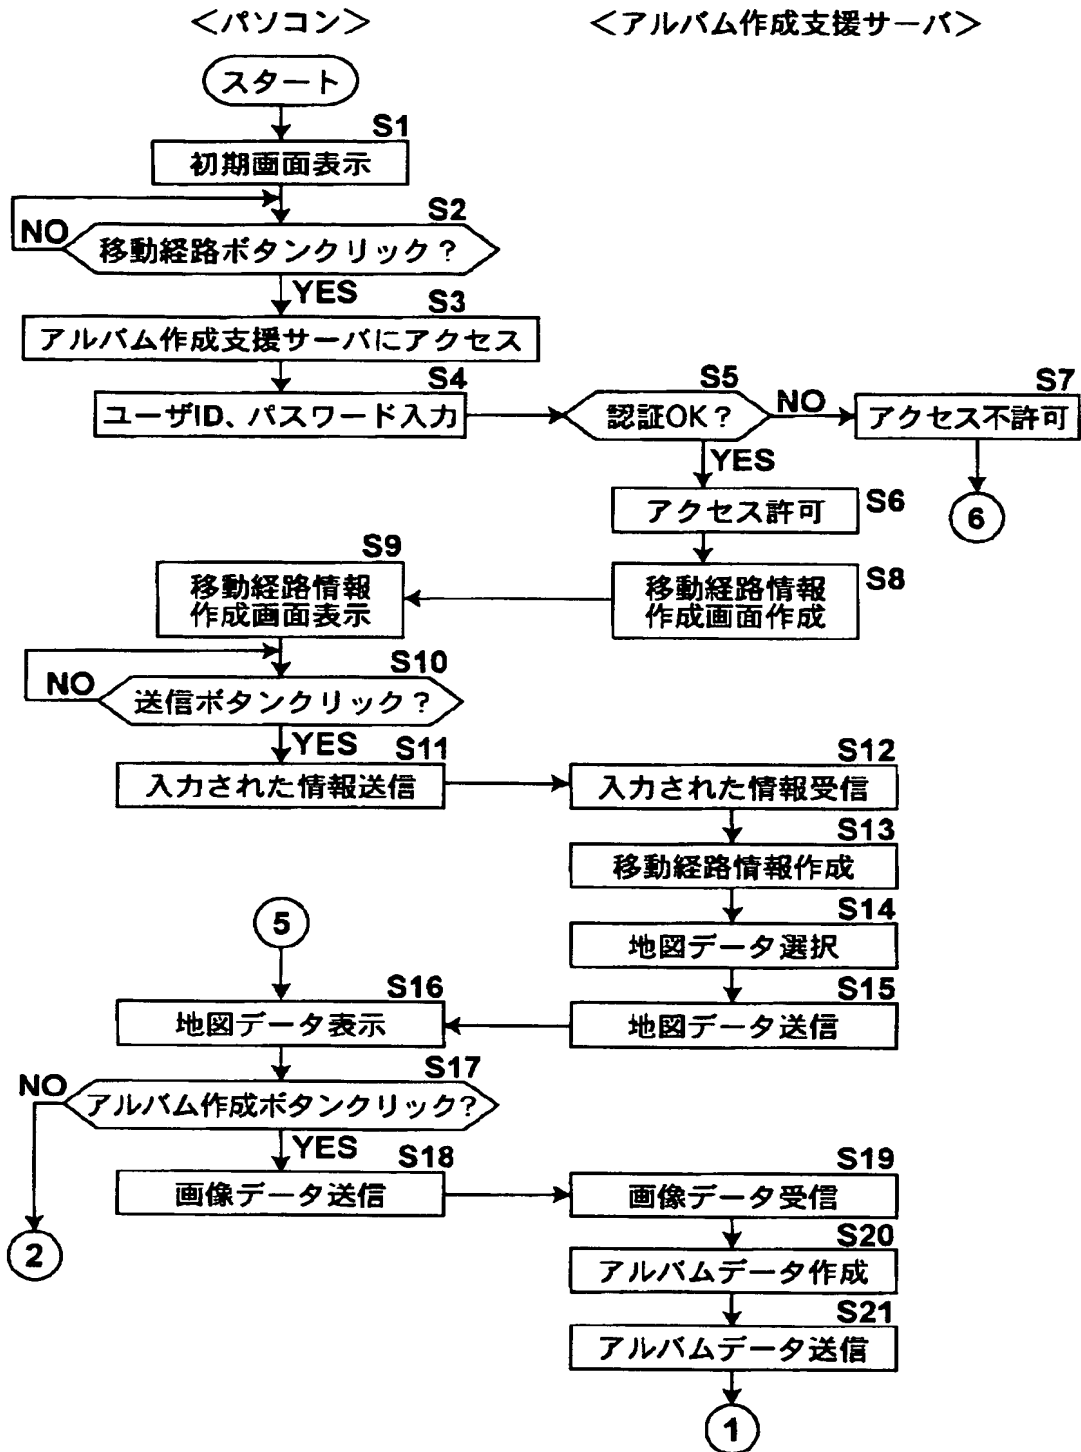 ＜パソコン＞
＜アルバム作成支援サーバ＞
スタート
S1
初期画面表示
S2
NO
移動経路ボタンクリック？
YES
S3
アルバム作成支援サーバにアクセス
S4
ユーザID、パスワード入力
S5
認証OK？
NO
S7
アクセス不許可
YES
6
S6
アクセス許可
S8
移動経路情報
作成画面作成
S9
移動経路情報
作成画面表示
S10
NO
送信ボタンクリック？
YES
S11
入力された情報送信
S12
入力された情報受信
S13
移動経路情報作成
S14
地図データ選択
S15
地図データ送信
5
S16
地図データ表示
S17
NO
アルバム作成ボタンクリック?
YES
2
S18
画像データ送信
S19
画像データ受信
S20
アルバムデータ作成
S21
アルバムデータ送信
1